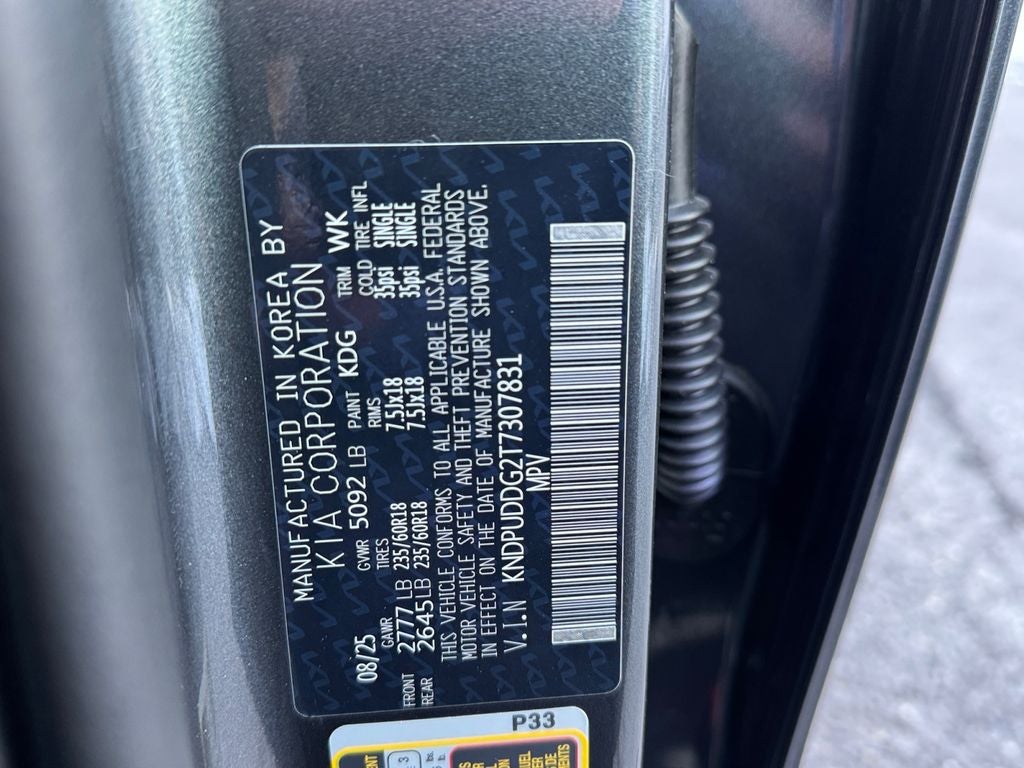 MANUFACTURED IN KOREA BY
KIA CORPORATION
08/25 GVWR 5092 LB PAINT KDG TRIM WK
GAWR TIRES RIMS COLD TIRE INFL
FRONT 2777 LB 235/60R18 7.5Jx18 35psi SINGLE
REAR 2645 LB 235/60R18 7.5Jx18 35psi SINGLE
THIS VEHICLE CONFORMS TO ALL APPLICABLE U.S.A. FEDERAL
MOTOR VEHICLE SAFETY AND THEFT PREVENTION STANDARDS
IN EFFECT ON THE DATE OF MANUFACTURE SHOWN ABOVE.
V.I.N KNDPUDDG2T7307831
MPV
P33